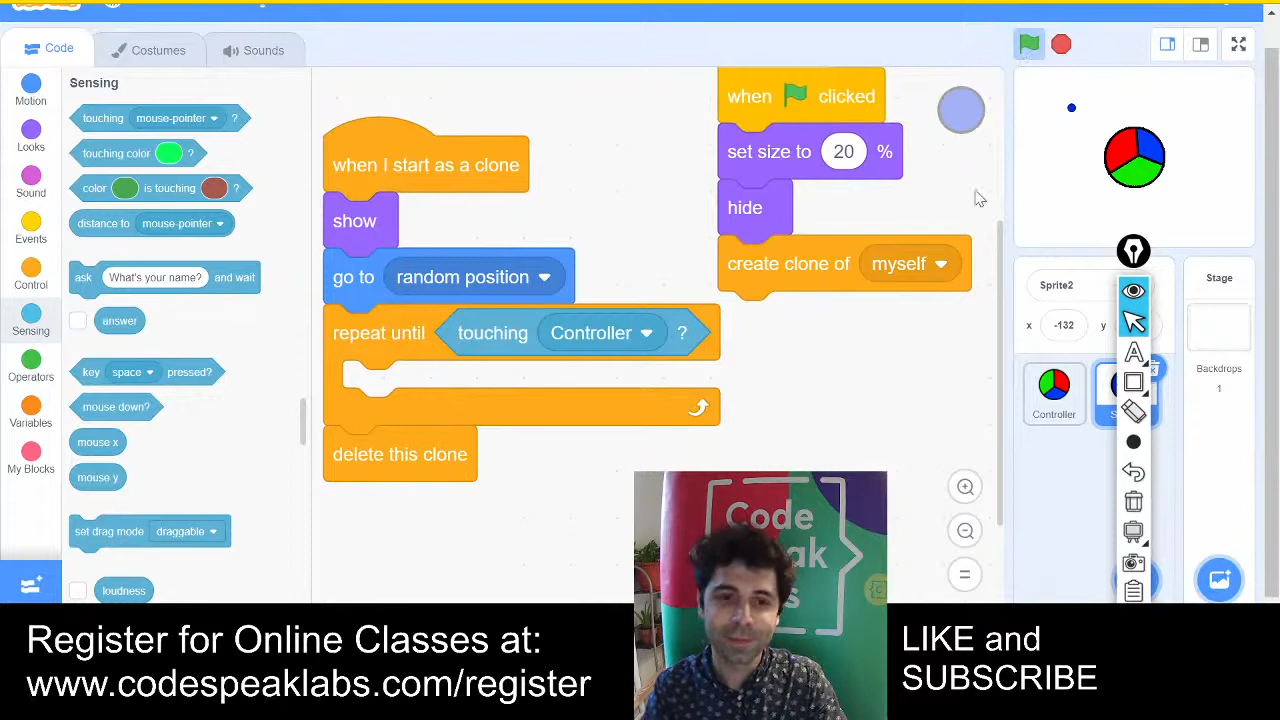 Code
Costumes
Sounds
Motion
Looks
Sound
Events
Control
Sensing
Operators
Variables
My Blocks
Sensing
touching mouse-pointer ?
touching color ?
color is touching ?
distance to mouse-pointer
ask What's your name? and wait
answer
key space pressed?
mouse down?
mouse x
mouse y
set drag mode draggable
loudness
when I start as a clone
show
go to random position
repeat until touching Controller ?
delete this clone
when clicked
set size to 20 %
hide
create clone of myself
Sprite2
x -132 y
Controller
Stage
Backdrops
1
A
Code
Register for Online Classes at:
www.codespeaklabs.com/register
LIKE and
SUBSCRIBE